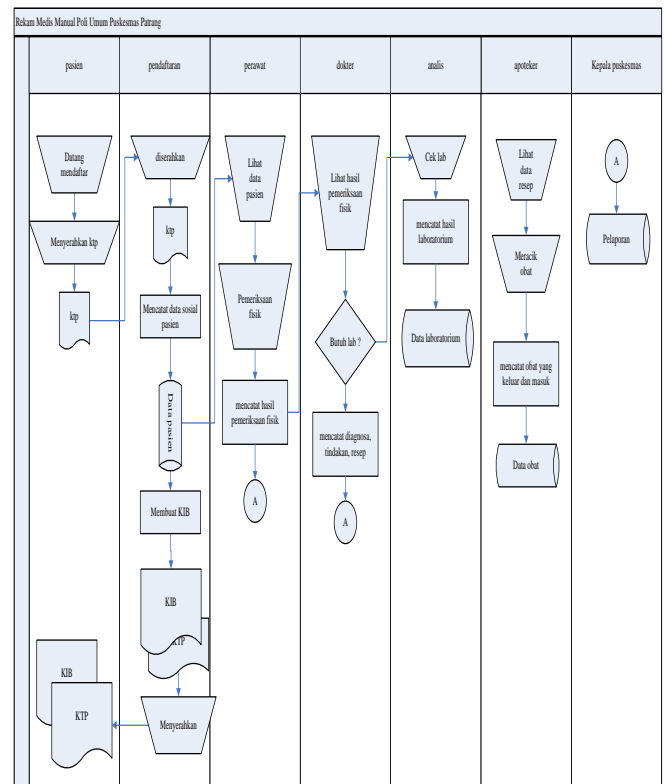 Rekam Medis Manual Poli Umum Puskesmas Patrang
pasien
pendaftaran
perawat
dokter
analis
apoteker
Kepala puskesmas
Datang
mendaftar
Menyerahkan ktp
ktp
diserahkan
ktp
Mencatat data sosial
pasien
Data pasien
Membuat KIB
KIB
KTP
Menyerahkan
KIB
KTP
Lihat
data
pasien
Pemeriksaan
fisik
mencatat hasil
pemeriksaan fisik
A
Lihat hasil
pemeriksaan
fisik
Butuh lab ?
mencatat diagnosa,
tindakan, resep
A
Cek lab
mencatat hasil
laboratorium
Data laboratorium
Lihat
data
resep
Meracik
obat
mencatat obat yang
keluar dan masuk
Data obat
A
Pelaporan